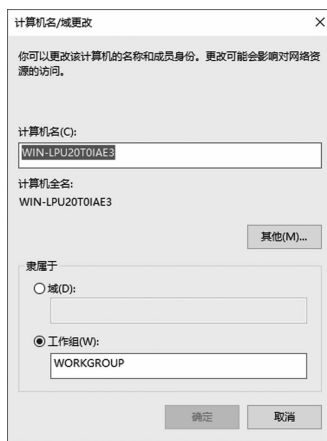 计算机名/域更改
你可以更改该计算机的名称和成员身份。更改可能会影响对网络资
源的访问。
计算机名(C):
WIN-LPU20T0IAE3
计算机全名:
WIN-LPU20T0IAE3
其他(M)...
隶属于
域(D):
工作组(W):
WORKGROUP
确定
取消